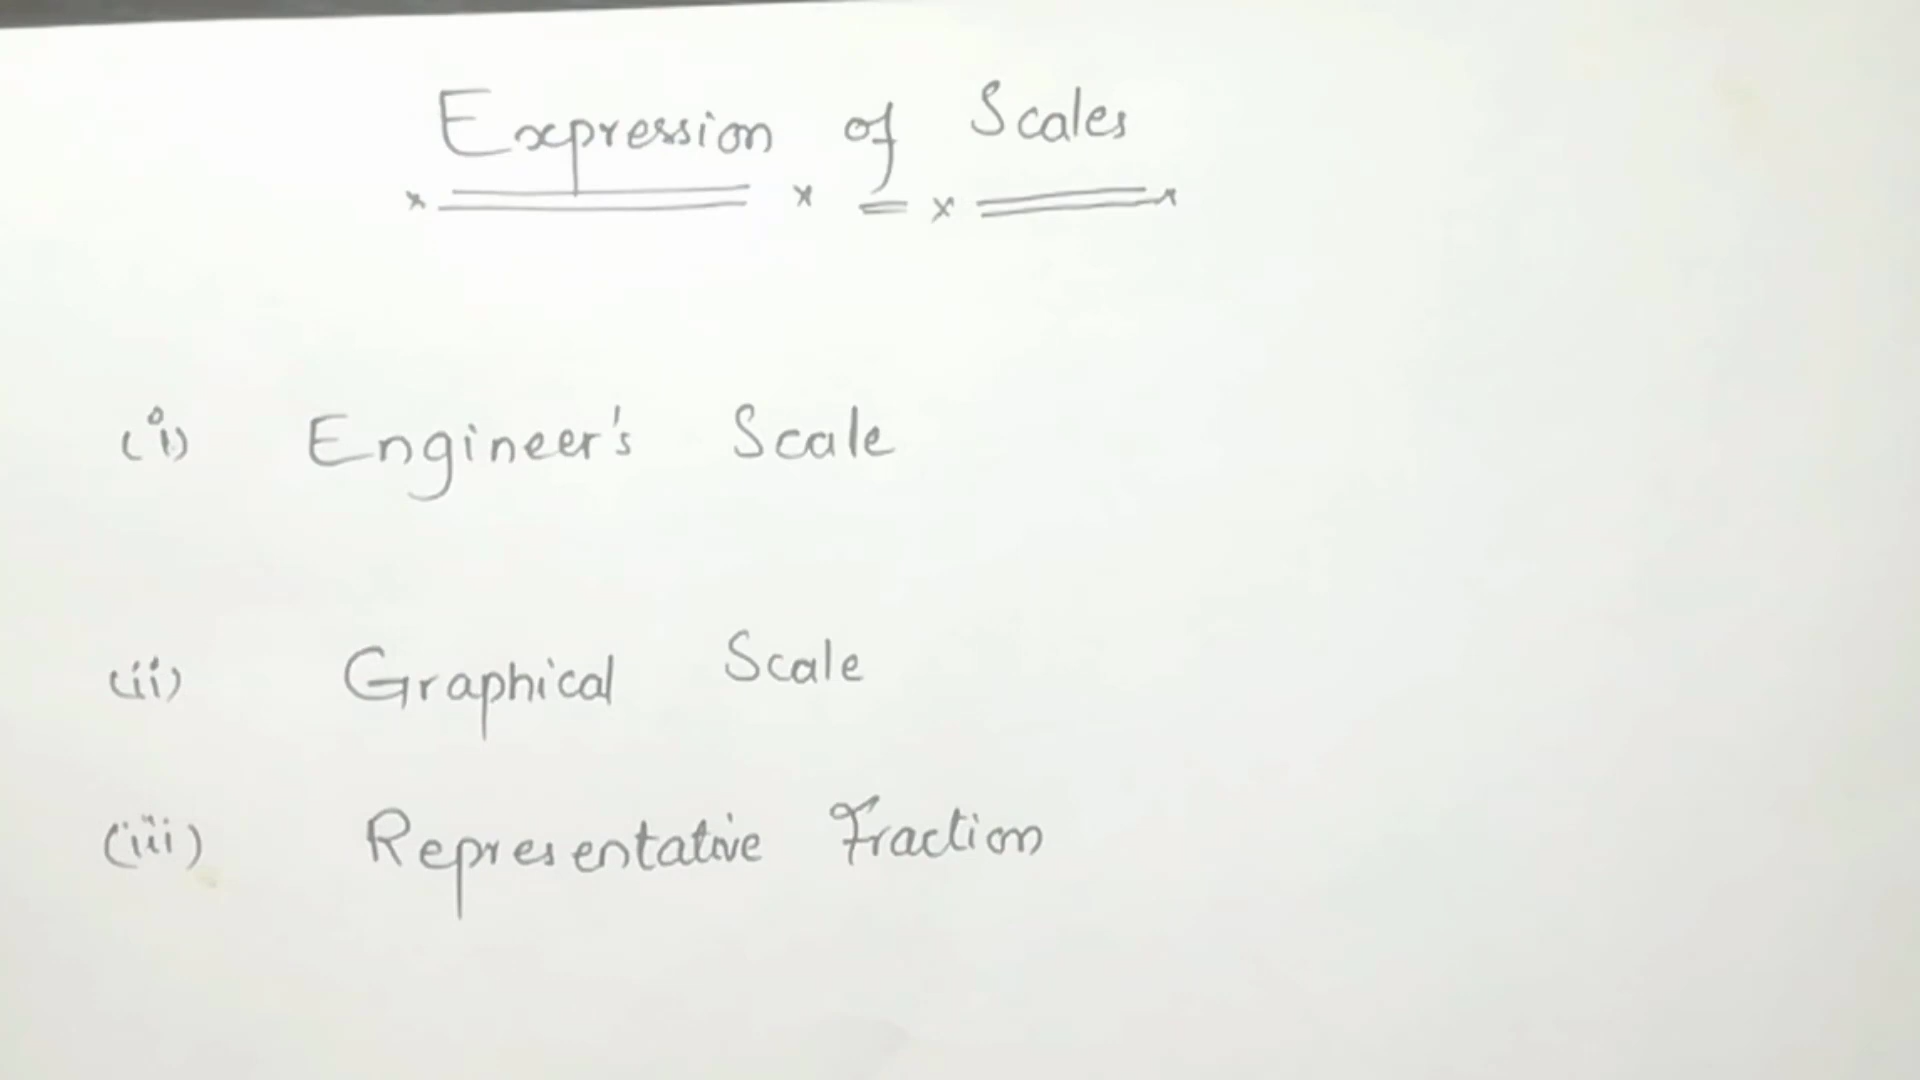 Expression of Scales
(i) Engineer's Scale
(ii) Graphical Scale
(iii) Representative Fraction